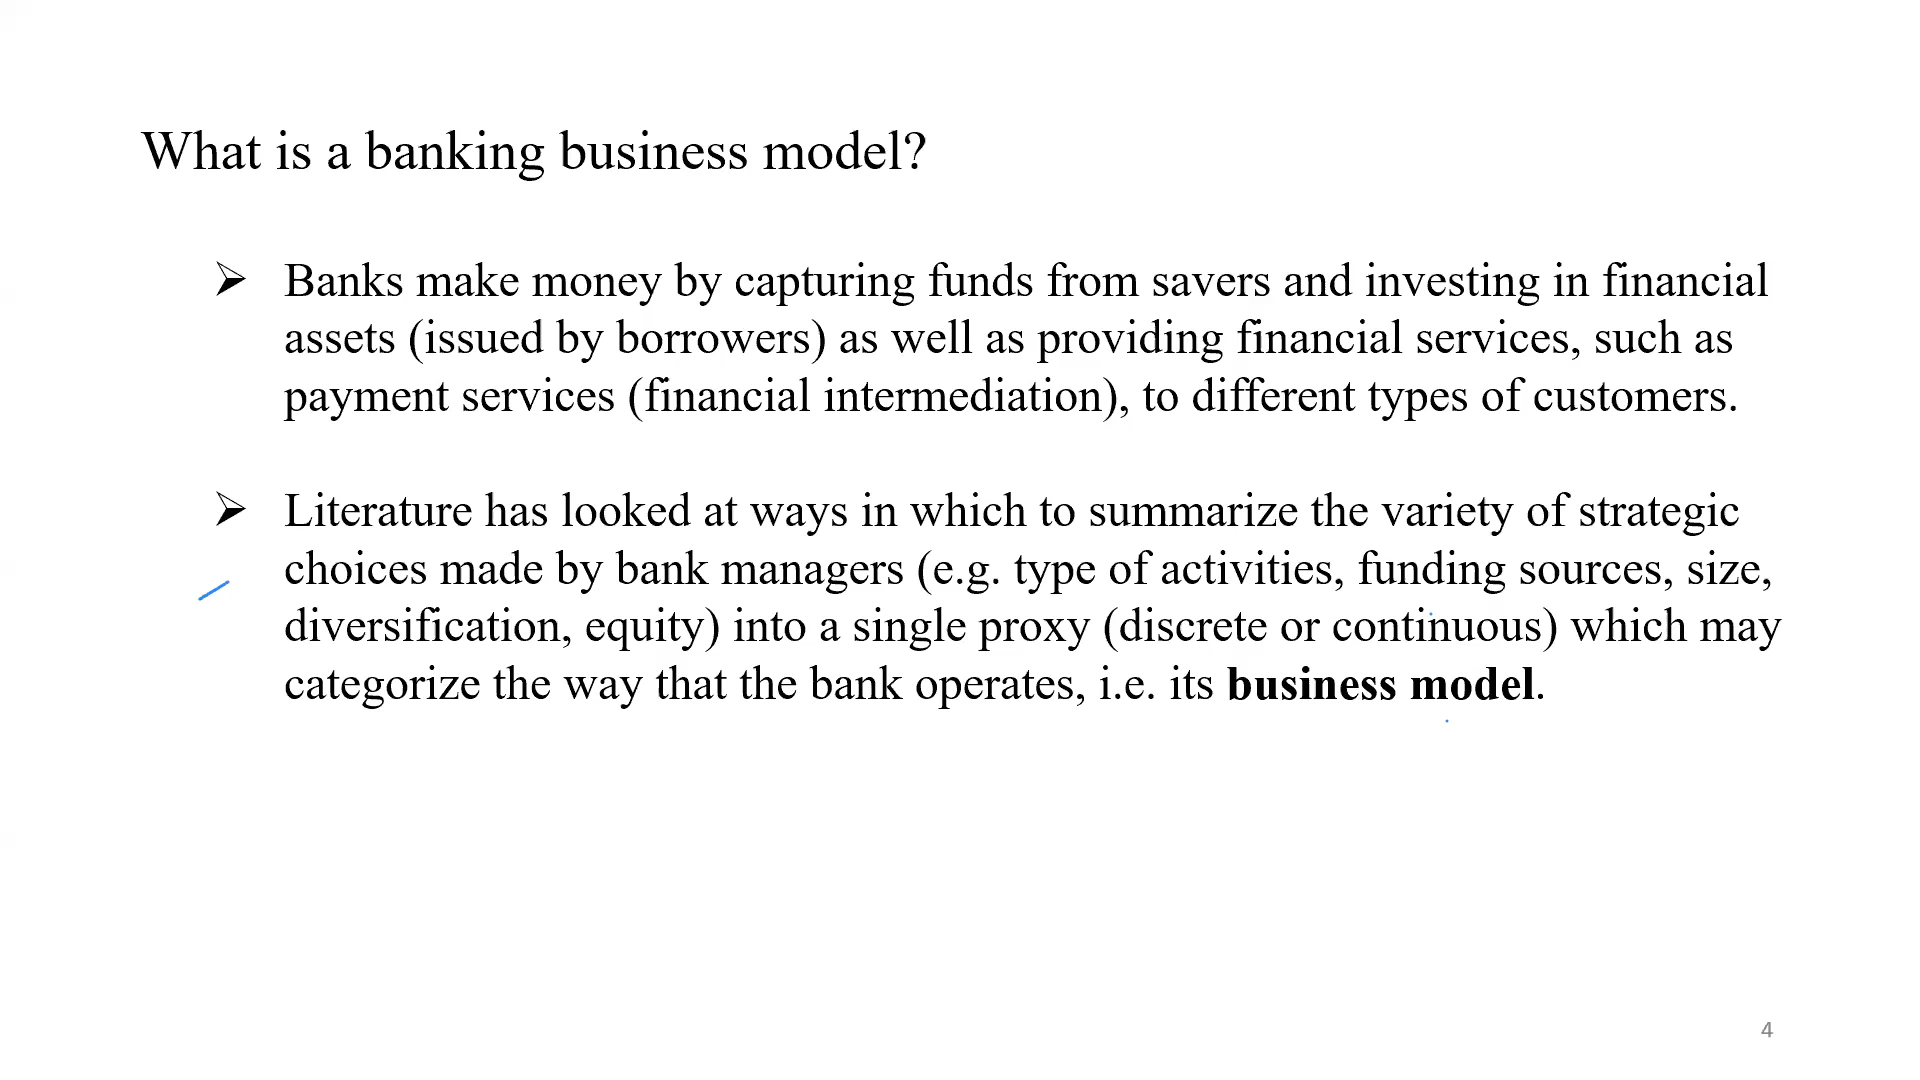 What is a banking business model?
➢ Banks make money by capturing funds from savers and investing in financial
assets (issued by borrowers) as well as providing financial services, such as
payment services (financial intermediation), to different types of customers.
➢ Literature has looked at ways in which to summarize the variety of strategic
choices made by bank managers (e.g. type of activities, funding sources, size,
diversification, equity) into a single proxy (discrete or continuous) which may
categorize the way that the bank operates, i.e. its business model.
4